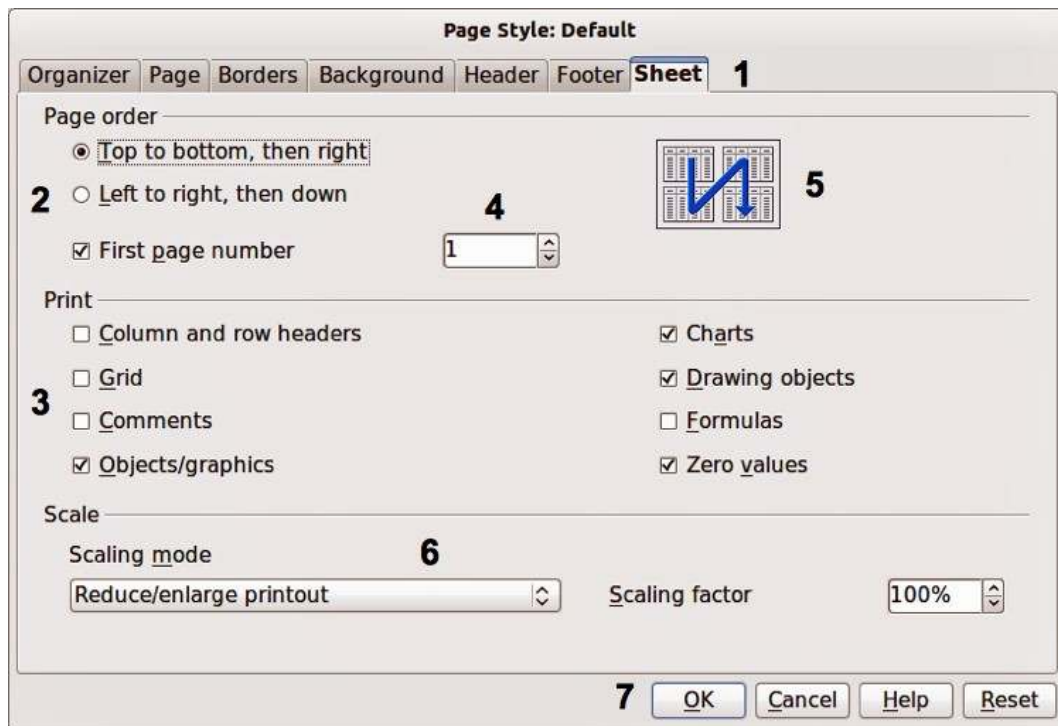 Page Style: Default
Organizer Page Borders Background Header Footer Sheet 1
Page order
Top to bottom, then right
2 Left to right, then down 4 5
First page number 1
Print
Column and row headers Charts
Grid Drawing objects
3
Comments Formulas
Objects/graphics Zero values
Scale
Scaling mode 6
Reduce/enlarge printout Scaling factor 100%
7 OK Cancel Help Reset